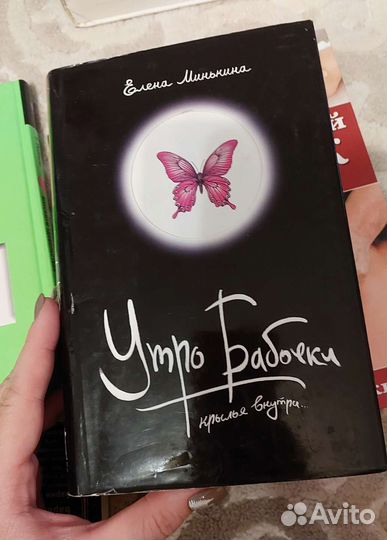 Елена Минькина
Утро Бабочки
крылья внутри...
Avito